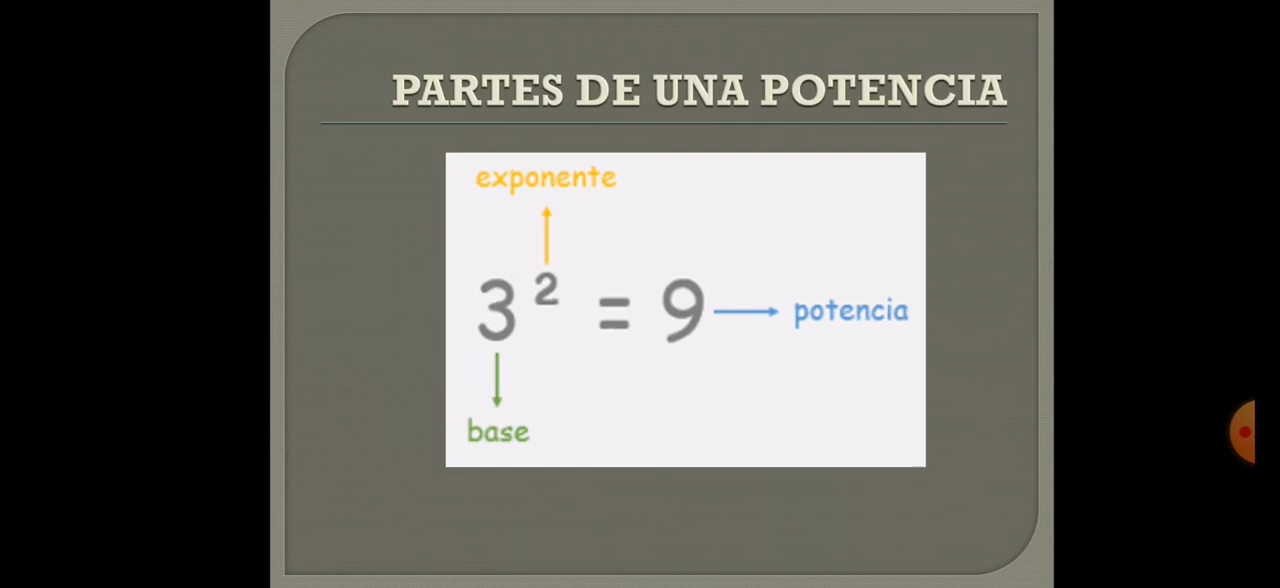 PARTES DE UNA POTENCIA
exponente
3² = 9 potencia
base